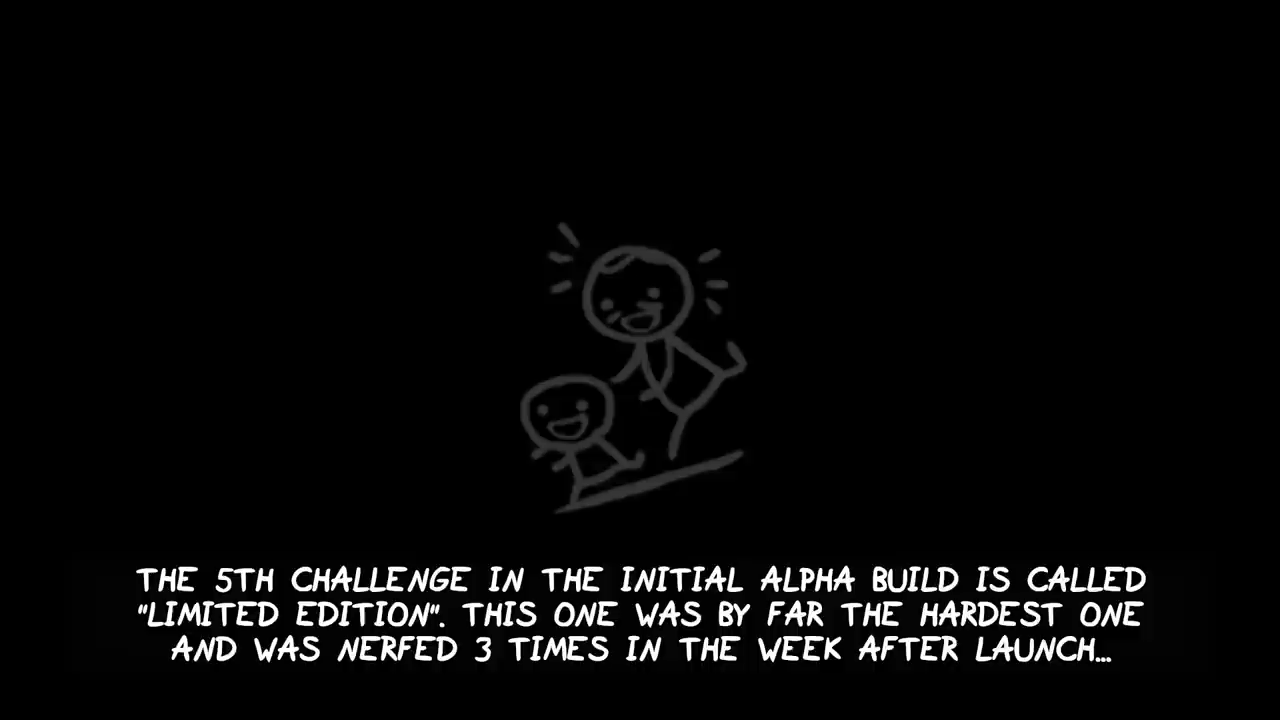 THE 5TH CHALLENGE IN THE INITIAL ALPHA BUILD IS CALLED
"LIMITED EDITION". THIS ONE WAS BY FAR THE HARDEST ONE
AND WAS NERFED 3 TIMES IN THE WEEK AFTER LAUNCH...